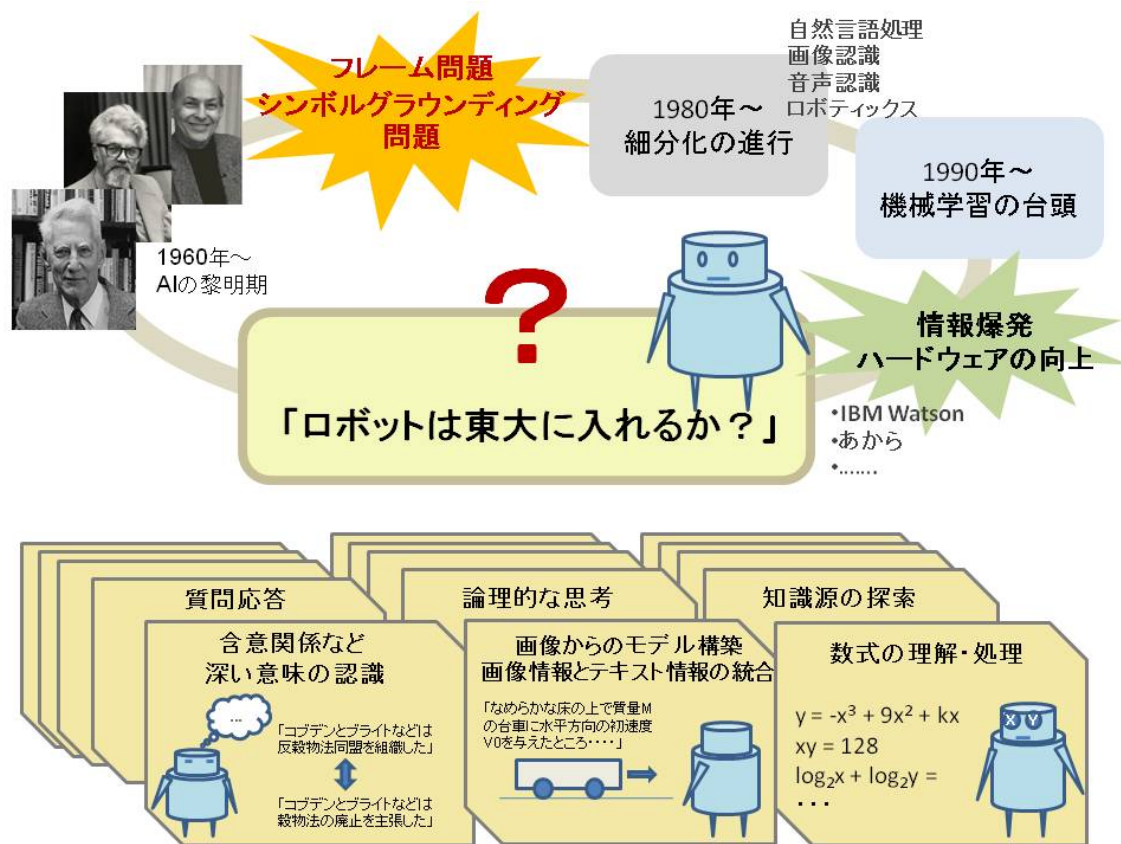 フレーム問題
シンボルグラウンディング
問題
1960年～
AIの黎明期
1980年～
細分化の進行
自然言語処理
画像認識
音声認識
ロボティックス
1990年～
機械学習の台頭
情報爆発
ハードウェアの向上
•IBM Watson
•あから
•…….
？
「ロボットは東大に入れるか？」
質問応答
論理的な思考
知識源の探索
含意関係など
深い意味の認識
...
「コブデンとブライトなどは
反穀物法同盟を組織した」
「コブデンとブライトなどは
穀物法の廃止を主張した」
画像からのモデル構築
画像情報とテキスト情報の統合
「なめらかな床の上で質量M
の台車に水平方向の初速度
V0を与えたところ・・・・」
数式の理解・処理
y = -x³ + 9x² + kx
xy = 128
log₂x + log₂y =
・・・
X Y